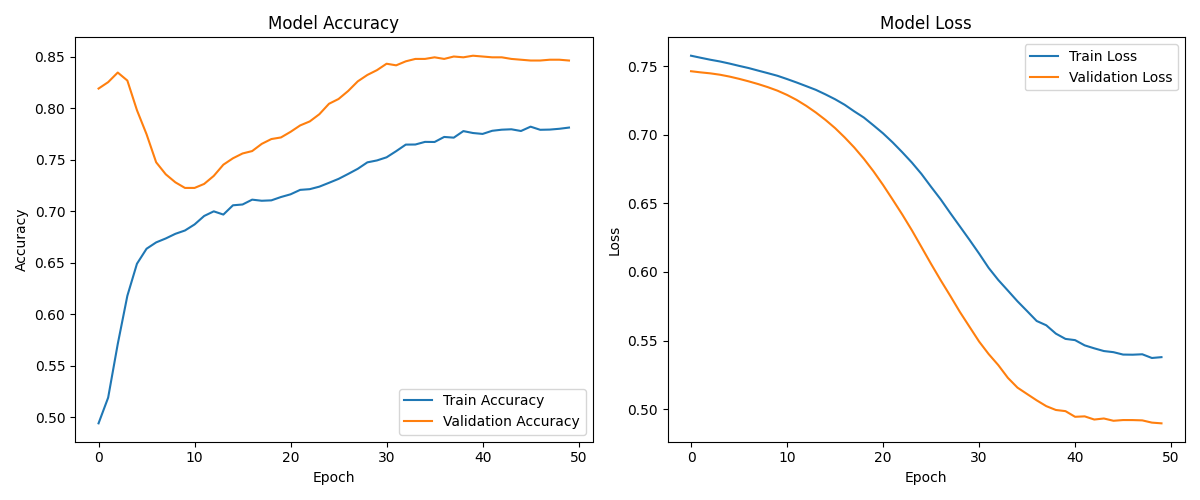 Model Accuracy
0.85
0.80
0.75
0.70
0.65
0.60
0.55
0.50
Accuracy
0 10 20 30 40 50
Epoch
Train Accuracy
Validation Accuracy
Model Loss
0.75
0.70
0.65
0.60
0.55
0.50
Loss
0 10 20 30 40 50
Epoch
Train Loss
Validation Loss